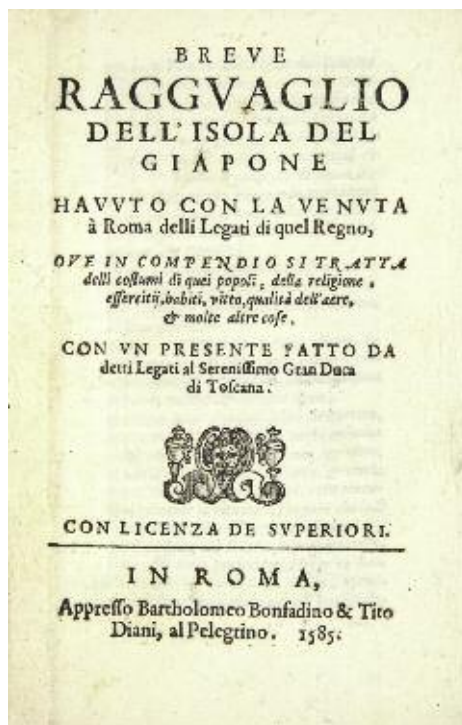 BREVE
RAGGVAGLIO
DELL'ISOLA DEL
GIAPONE
HAVVTO CON LA VENVTA
à Roma delli Legati di quel Regno,
OVE IN COMPENDIO SI TRATTA
delli costumi di quei popoli, della religione,
essercitij, habiti, vitto, qualità dell'aere,
& molte altre cose.
CON VN PRESENTE FATTO DA
detti Legati al Serenissimo Gran Duca
di Toscana.
CON LICENZA DE SVPERIORI.
IN ROMA,
Appresso Bartholomeo Bonfadino & Tito
Diani, al Pelegrino. 1585.